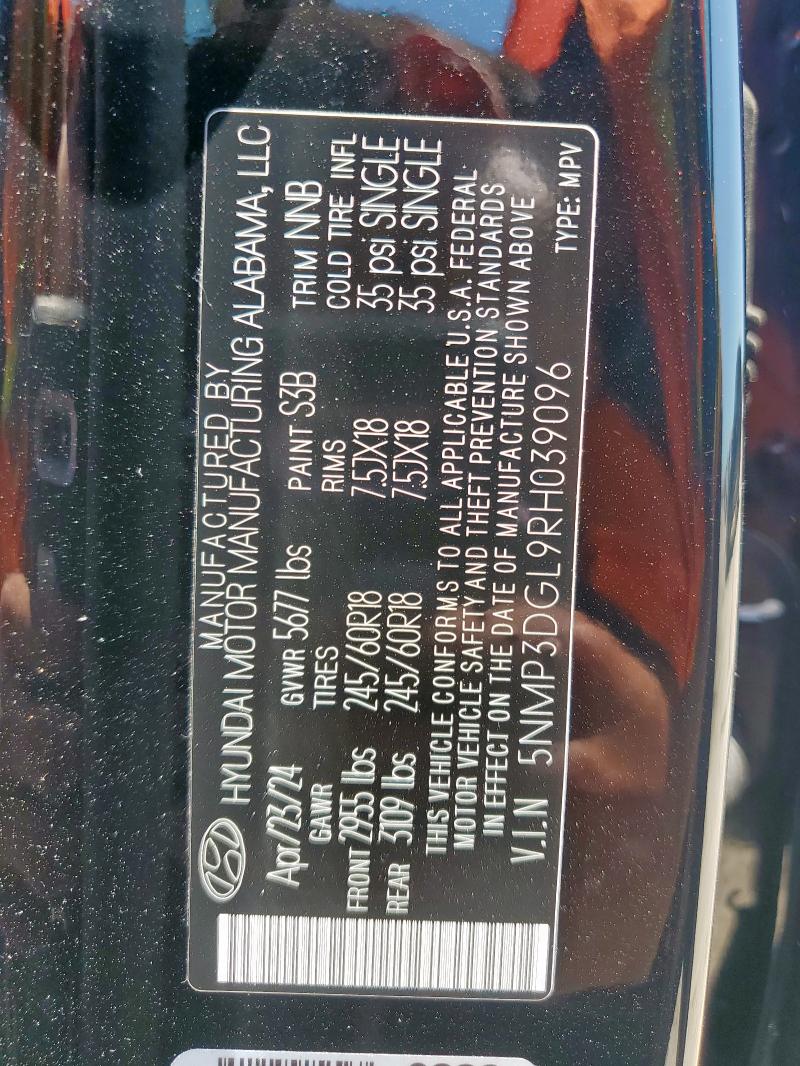 MANUFACTURED BY
HYUNDAI MOTOR MANUFACTURING ALABAMA, LLC
Apr/23/24 GVWR 5677 lbs PAINT S3B TRIM NNB
GAWR TIRES RIMS COLD TIRE INFL
FRONT 2955 lbs 245/60R18 7.5JX18 35 psi SINGLE
REAR 3109 lbs 245/60R18 7.5JX18 35 psi SINGLE
THIS VEHICLE CONFORMS TO ALL APPLICABLE U.S.A. FEDERAL
MOTOR VEHICLE SAFETY AND THEFT PREVENTION STANDARDS
IN EFFECT ON THE DATE OF MANUFACTURE SHOWN ABOVE
V.I.N 5NMP3DGL9RH039096 TYPE: MPV